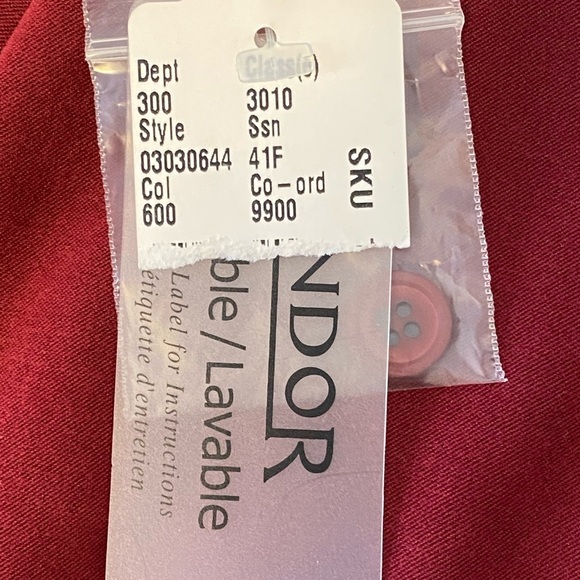 Dept Class(s)
300 3010
Style Ssn
03030644 41F
Col Co-ord
600 9900
SKU
NDOR
ble / Lavable
Label for Instructions
étiquette d'entretien